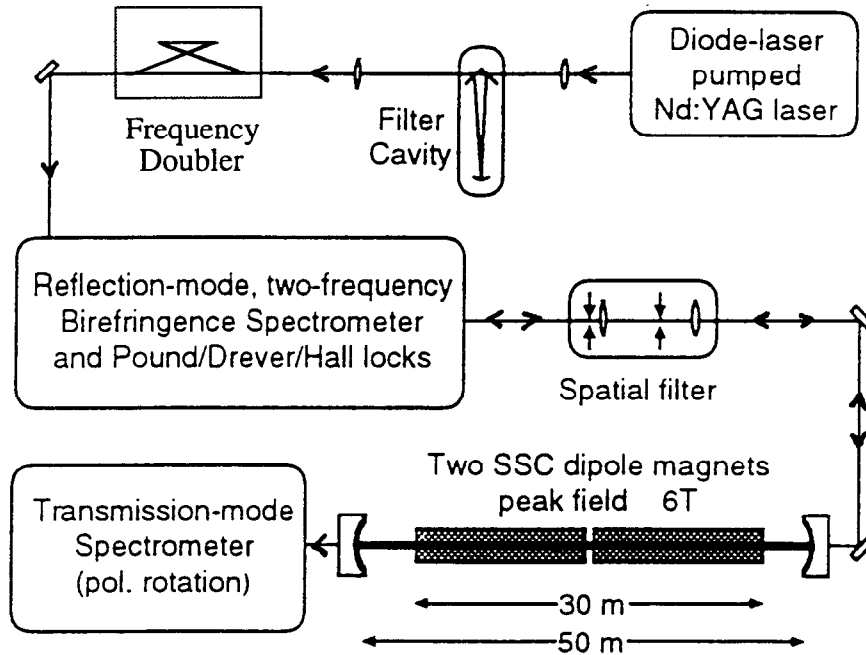 Diode-laser
pumped
Nd:YAG laser
Filter
Cavity
Frequency
Doubler
Reflection-mode, two-frequency
Birefringence Spectrometer
and Pound/Drever/Hall locks
Spatial filter
Two SSC dipole magnets
peak field 6T
Transmission-mode
Spectrometer
(pol. rotation)
30 m
50 m